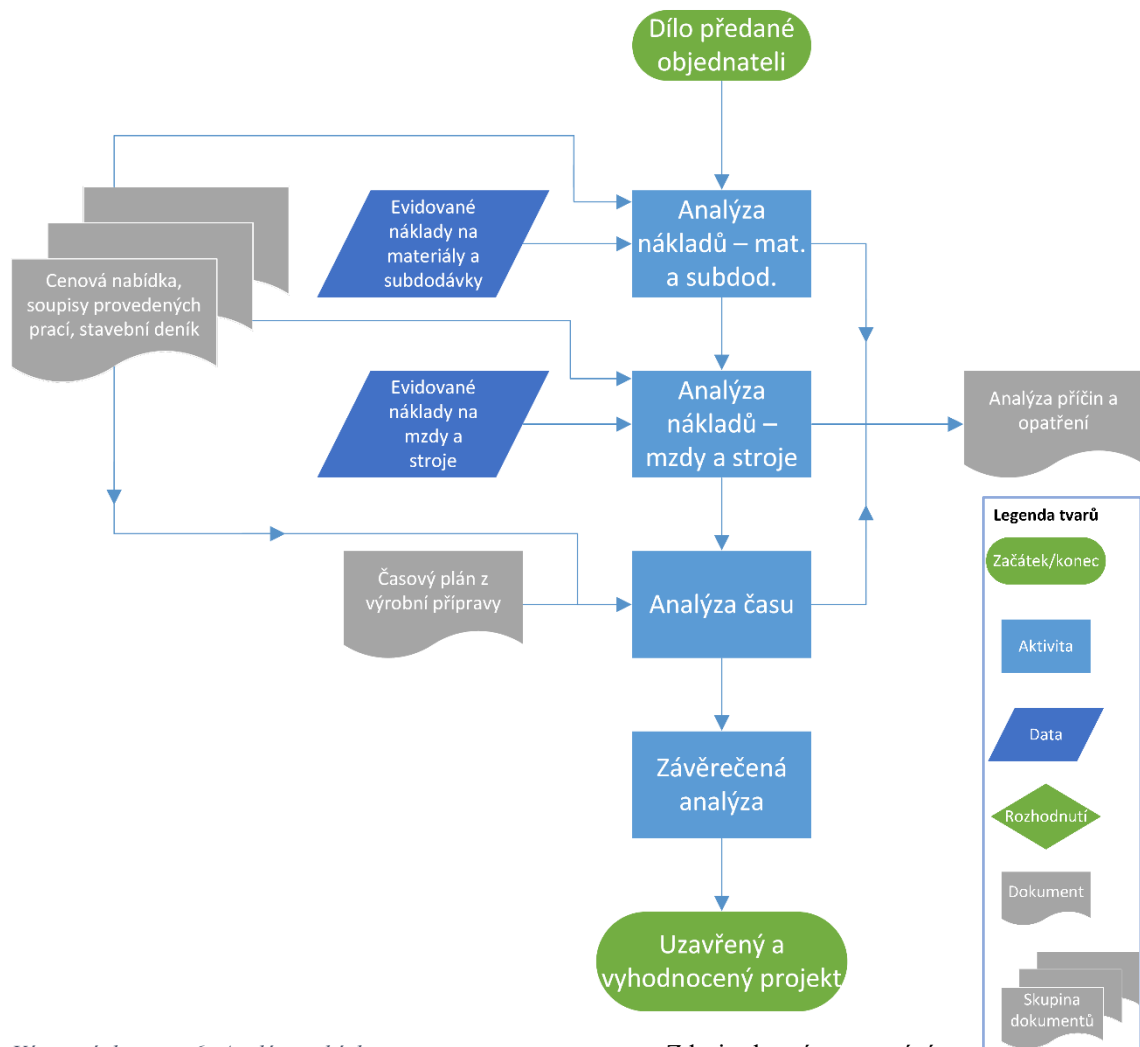 Dílo předané
objednateli
Evidované
náklady na
materiály a
subdodávky
Analýza
nákladů – mat.
a subdod.
Cenová nabídka,
soupisy provedených
prací, stavební deník
Evidované
náklady na
mzdy a
stroje
Analýza
nákladů –
mzdy a stroje
Analýza příčin a
opatření
Časový plán z
výrobní přípravy
Analýza času
Závěrečená
analýza
Uzavřený a
vyhodnocený projekt
Legenda tvarů
Začátek/konec
Aktivita
Data
Rozhodnutí
Dokument
Skupina
dokumentů